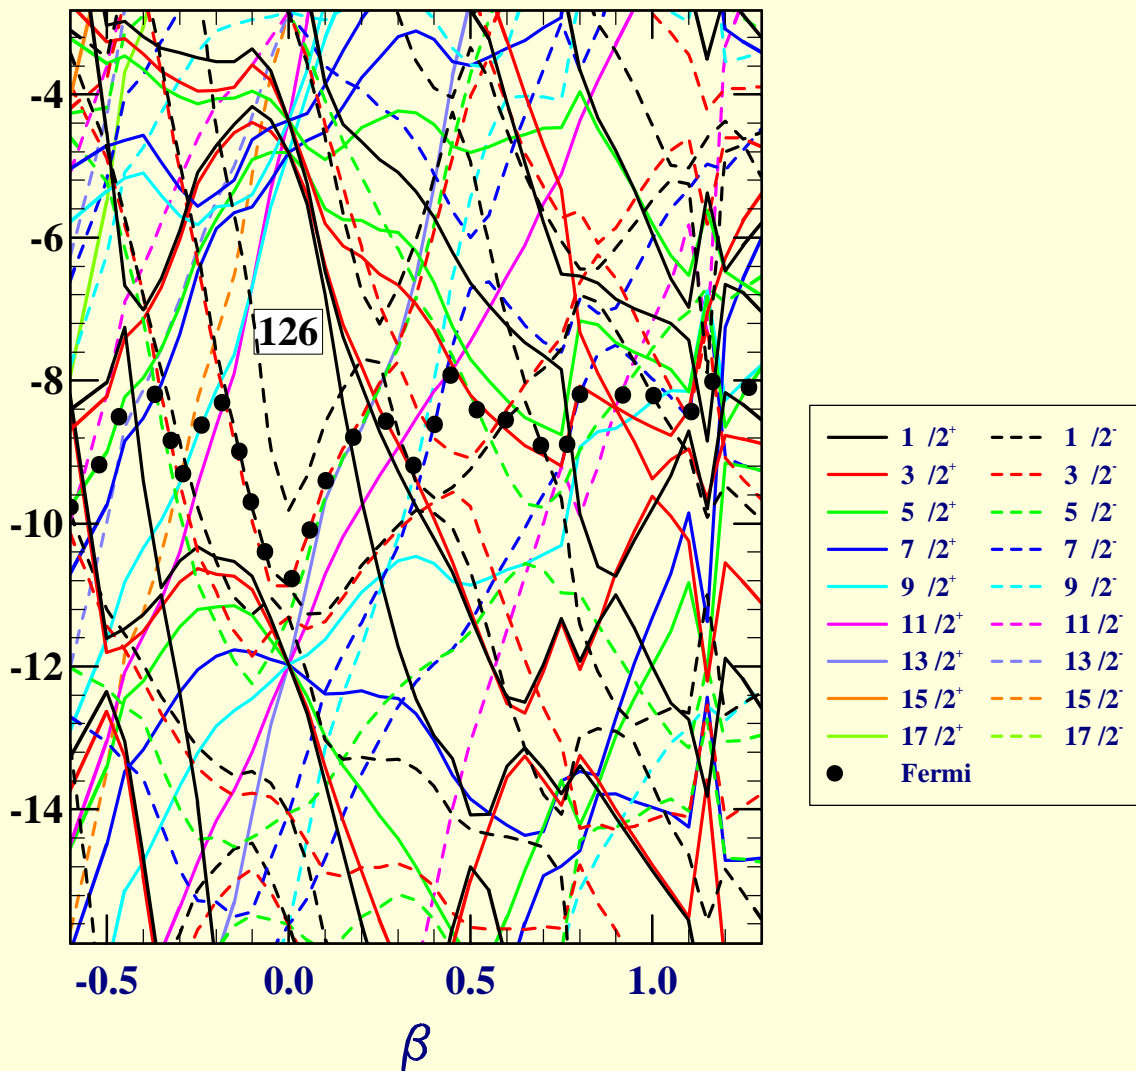 -4
-6
126
-8
-10
-12
-14
-0.5 0.0 0.5 1.0
β
1 /2+ 1 /2-
3 /2+ 3 /2-
5 /2+ 5 /2-
7 /2+ 7 /2-
9 /2+ 9 /2-
11 /2+ 11 /2-
13 /2+ 13 /2-
15 /2+ 15 /2-
17 /2+ 17 /2-
Fermi